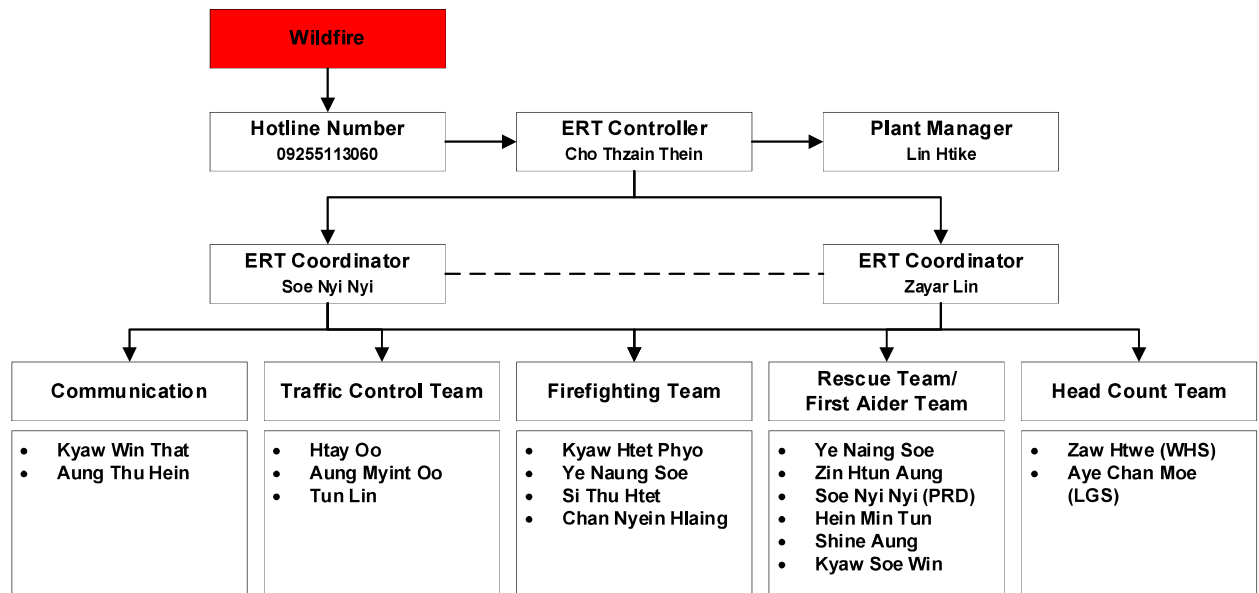 Wildfire
Hotline Number
09255113060
ERT Controller
Cho Thzain Thein
Plant Manager
Lin Htike
ERT Coordinator
Soe Nyi Nyi
ERT Coordinator
Zayar Lin
Communication
Traffic Control Team
Firefighting Team
Rescue Team/
First Aider Team
Head Count Team
• Kyaw Win That
• Aung Thu Hein
• Htay Oo
• Aung Myint Oo
• Tun Lin
• Kyaw Htet Phyo
• Ye Naung Soe
• Si Thu Htet
• Chan Nyein Hlaing
• Ye Naing Soe
• Zin Htun Aung
• Soe Nyi Nyi (PRD)
• Hein Min Tun
• Shine Aung
• Kyaw Soe Win
• Zaw Htwe (WHS)
• Aye Chan Moe
(LGS)